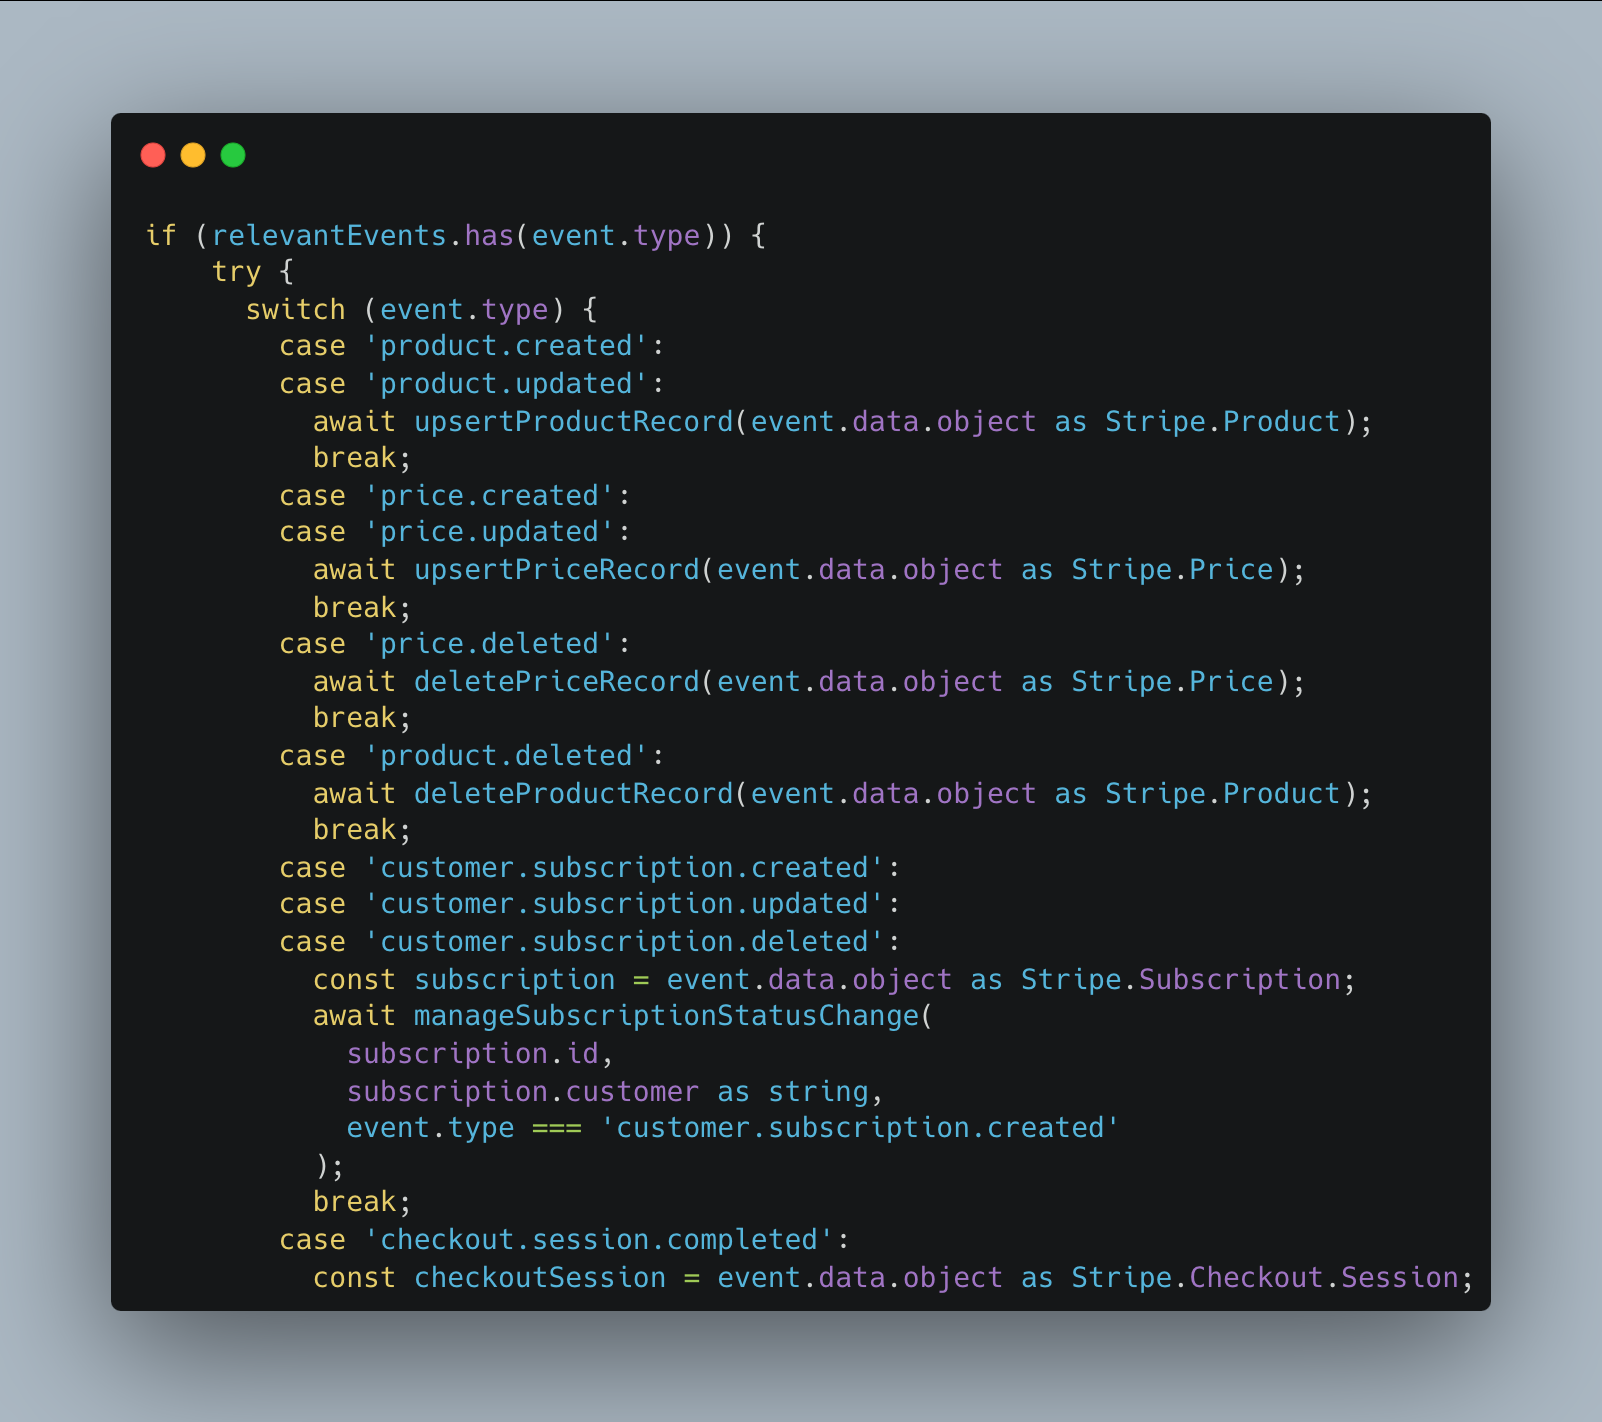 if (relevantEvents.has(event.type)) {
    try {
      switch (event.type) {
        case 'product.created':
        case 'product.updated':
          await upsertProductRecord(event.data.object as Stripe.Product);
          break;
        case 'price.created':
        case 'price.updated':
          await upsertPriceRecord(event.data.object as Stripe.Price);
          break;
        case 'price.deleted':
          await deletePriceRecord(event.data.object as Stripe.Price);
          break;
        case 'product.deleted':
          await deleteProductRecord(event.data.object as Stripe.Product);
          break;
        case 'customer.subscription.created':
        case 'customer.subscription.updated':
        case 'customer.subscription.deleted':
          const subscription = event.data.object as Stripe.Subscription;
          await manageSubscriptionStatusChange(
            subscription.id,
            subscription.customer as string,
            event.type === 'customer.subscription.created'
          );
          break;
        case 'checkout.session.completed':
          const checkoutSession = event.data.object as Stripe.Checkout.Session;